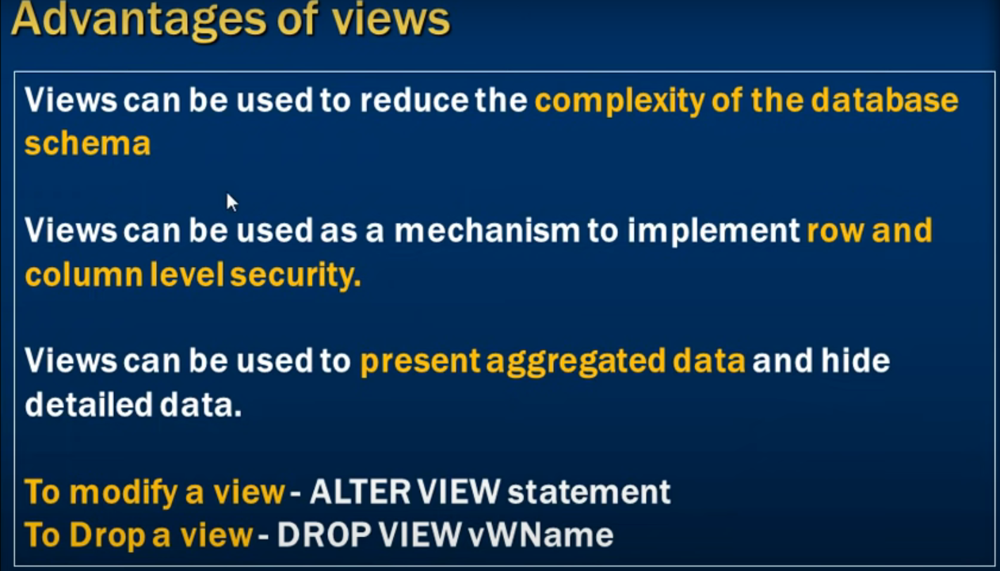 Advantages of views
Views can be used to reduce the complexity of the database
schema
Views can be used as a mechanism to implement row and
column level security.
Views can be used to present aggregated data and hide
detailed data.
To modify a view - ALTER VIEW statement
To Drop a view - DROP VIEW vWName